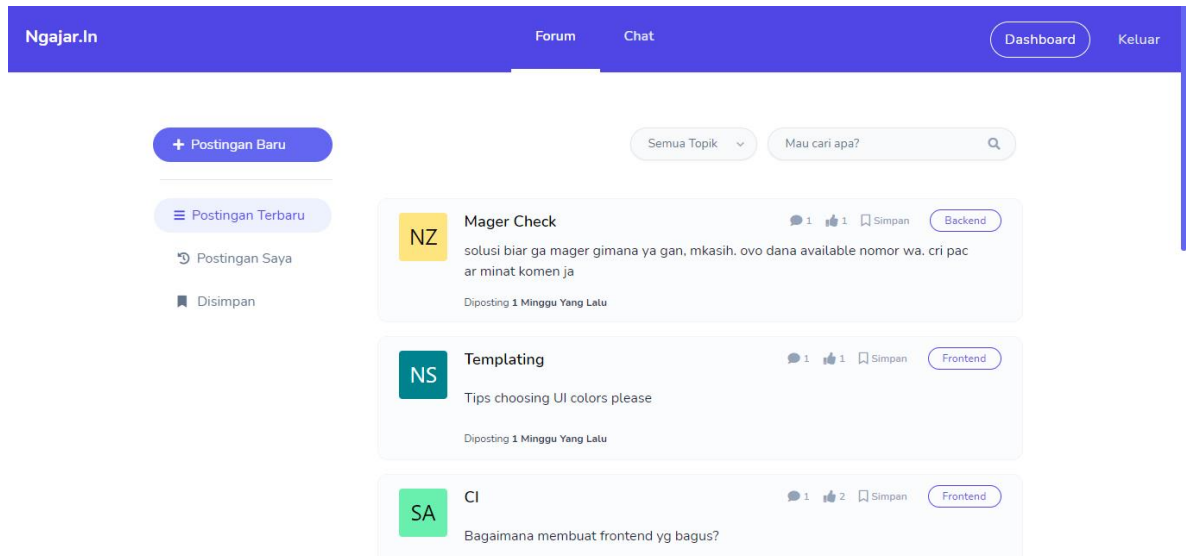 Ngajar.In
Forum Chat
Dashboard Keluar
+ Postingan Baru
Semua Topik
Mau cari apa?
Postingan Terbaru
Postingan Saya
Disimpan
NZ
Mager Check
1 1 Simpan Backend
solusi biar ga mager gimana ya gan, mkasih. ovo dana available nomor wa. cri pac
ar minat komen ja
Diposting 1 Minggu Yang Lalu
NS
Templating
1 1 Simpan Frontend
Tips choosing UI colors please
Diposting 1 Minggu Yang Lalu
SA
CI
1 2 Simpan Frontend
Bagaimana membuat frontend yg bagus?